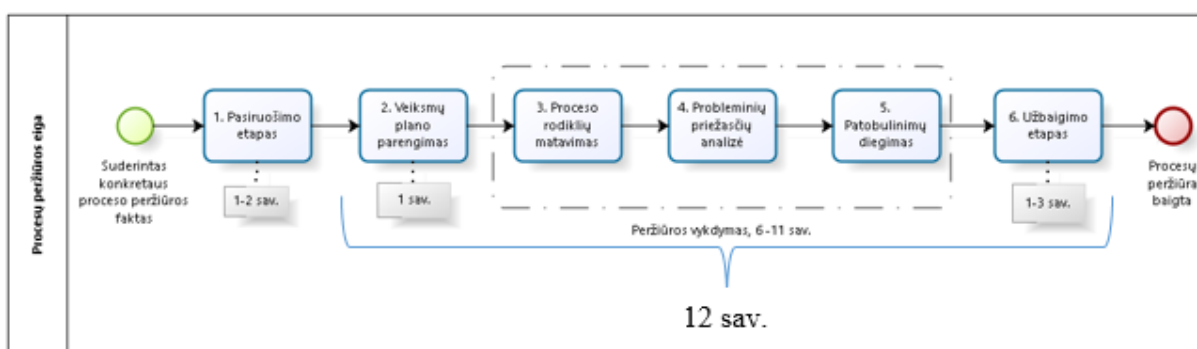 Procesų peržiūros eiga
Suderintas
konkretaus
proceso peržiūros
faktas
1. Pasiruošimo
etapas
1-2 sav.
2. Veiksmų
plano
parengimas
1 sav.
3. Proceso
rodiklių
matavimas
4. Probleminių
priežasčių
analizė
5.
Patobulinimų
diegimas
6. Užbaigimo
etapas
1-3 sav.
Procesų
peržiūra
baigta
Peržiūros vykdymas, 6-11 sav.
12 sav.